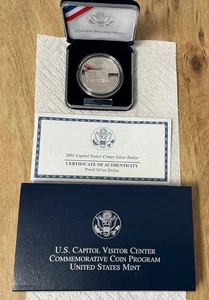 United States Mint
2001 Capitol Visitor Center Silver Dollar
CERTIFICATE OF AUTHENTICITY
Proof Silver Dollar
U.S. CAPITOL VISITOR CENTER
COMMEMORATIVE COIN PROGRAM
UNITED STATES MINT